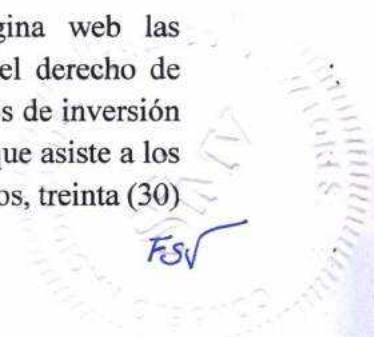 gina web las
el derecho de
s de inversión
que asiste a los
os, treinta (30)
FS√